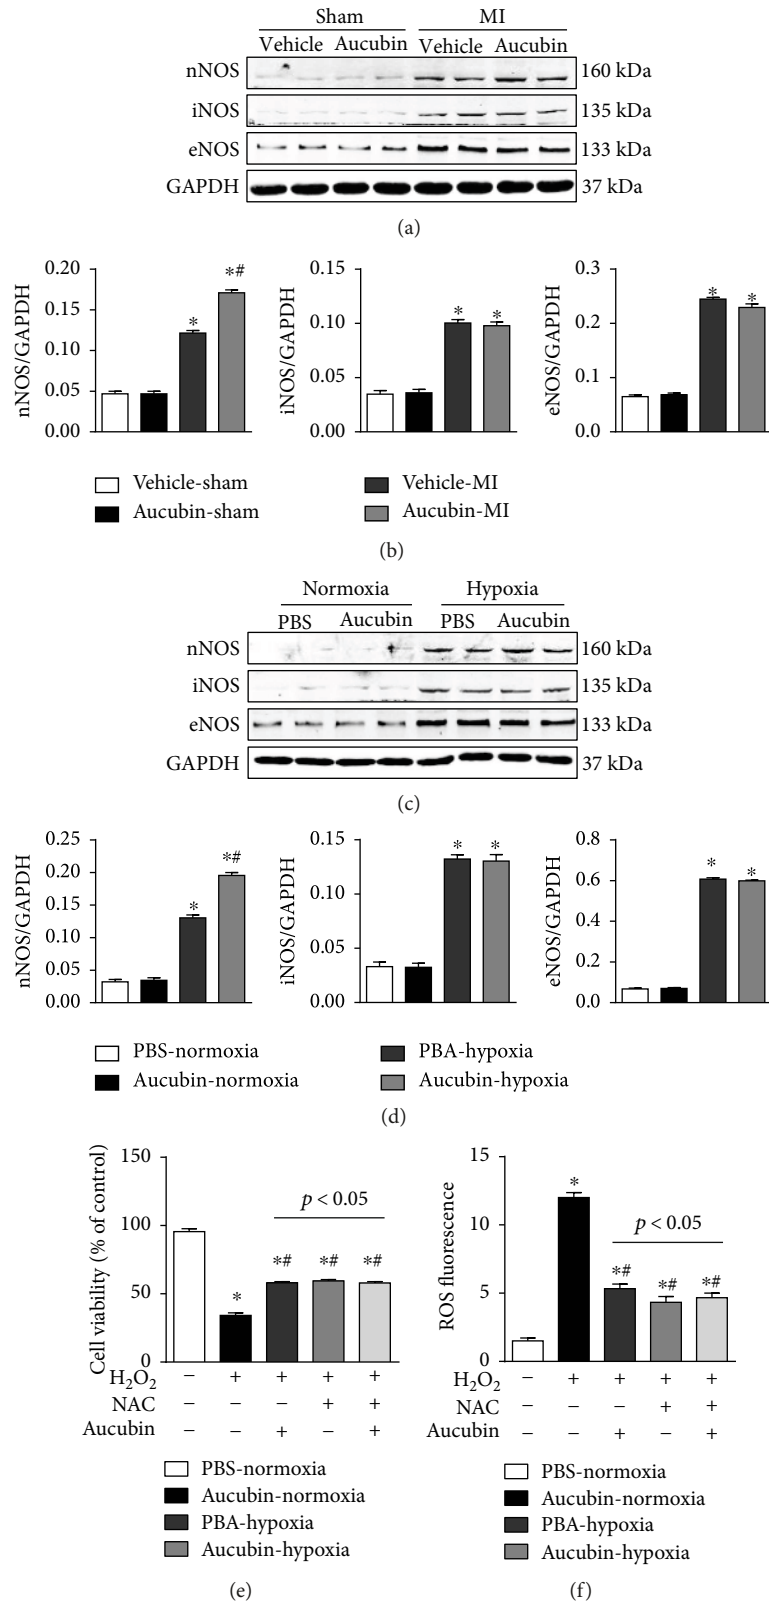 Sham MI
Vehicle Aucubin Vehicle Aucubin
nNOS 160 kDa
iNOS 135 kDa
eNOS 133 kDa
GAPDH 37 kDa
(a)
nNOS/GAPDH
0.20
0.15
0.10
0.05
0.00
*
*#
iNOS/GAPDH
0.15
0.10
0.05
0.00
*
*
eNOS/GAPDH
0.3
0.2
0.1
0.0
*
*
Vehicle-sham
Aucubin-sham
Vehicle-MI
Aucubin-MI
(b)
Normoxia Hypoxia
PBS Aucubin PBS Aucubin
nNOS 160 kDa
iNOS 135 kDa
eNOS 133 kDa
GAPDH 37 kDa
(c)
nNOS/GAPDH
0.25
0.20
0.15
0.10
0.05
0.00
*
*#
iNOS/GAPDH
0.15
0.10
0.05
0.00
*
*
eNOS/GAPDH
0.8
0.6
0.4
0.2
0.0
*
*
PBS-normoxia
Aucubin-normoxia
PBA-hypoxia
Aucubin-hypoxia
(d)
Cell viability (% of control)
150
100
50
0
p < 0.05
*
*#
*#
*#
H₂O₂ − + + + +
NAC − − − + +
Aucubin − − + − +
PBS-normoxia
Aucubin-normoxia
PBA-hypoxia
Aucubin-hypoxia
(e)
ROS fluorescence
15
10
5
0
p < 0.05
*
*#
*#
*#
H₂O₂ − + + + +
NAC − − − + +
Aucubin − − + − +
PBS-normoxia
Aucubin-normoxia
PBA-hypoxia
Aucubin-hypoxia
(f)